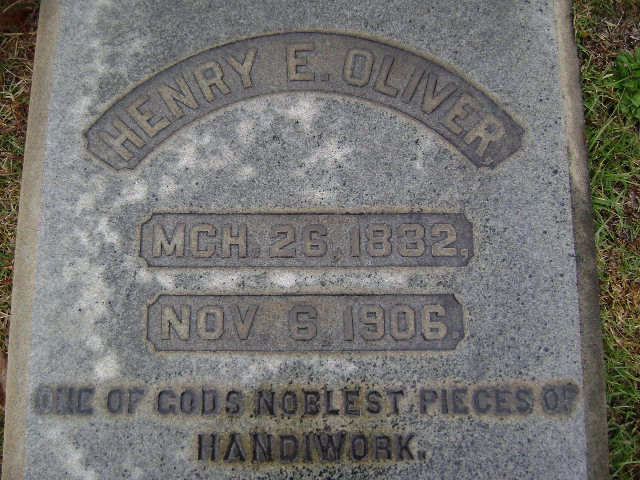 HENRY E. OLIVER.
MCH. 26, 1832.
NOV. 6, 1906.
ONE OF GODS NOBLEST PIECES OF
HANDIWORK.